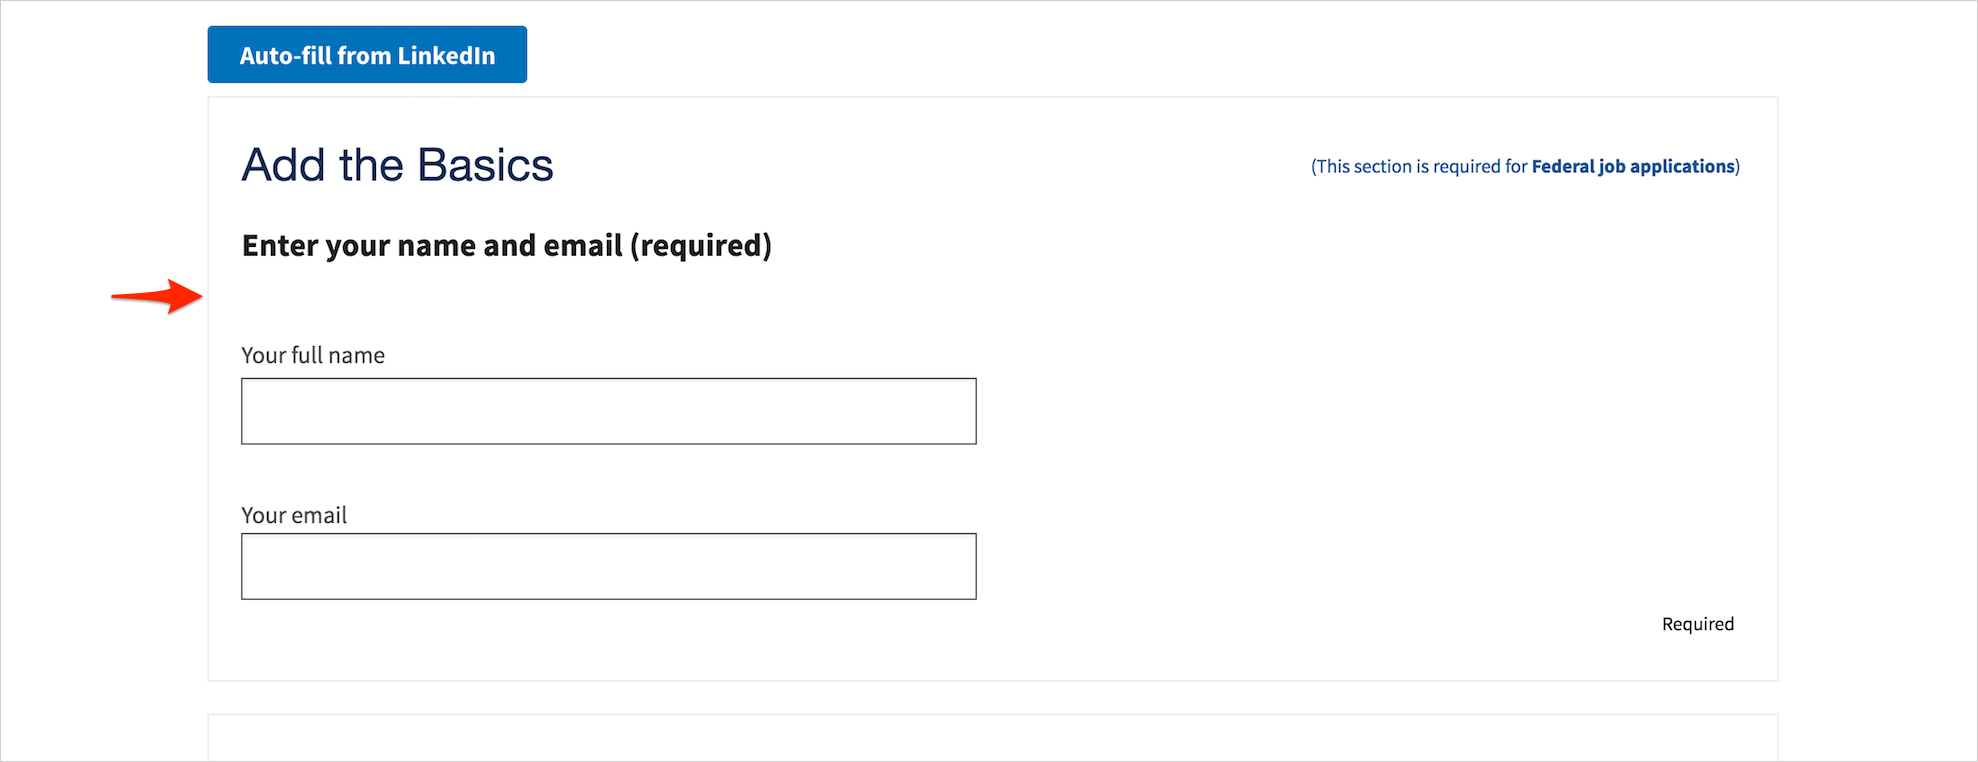 Auto-fill from LinkedIn
Add the Basics
(This section is required for Federal job applications)
Enter your name and email (required)
Your full name
Your email
Required